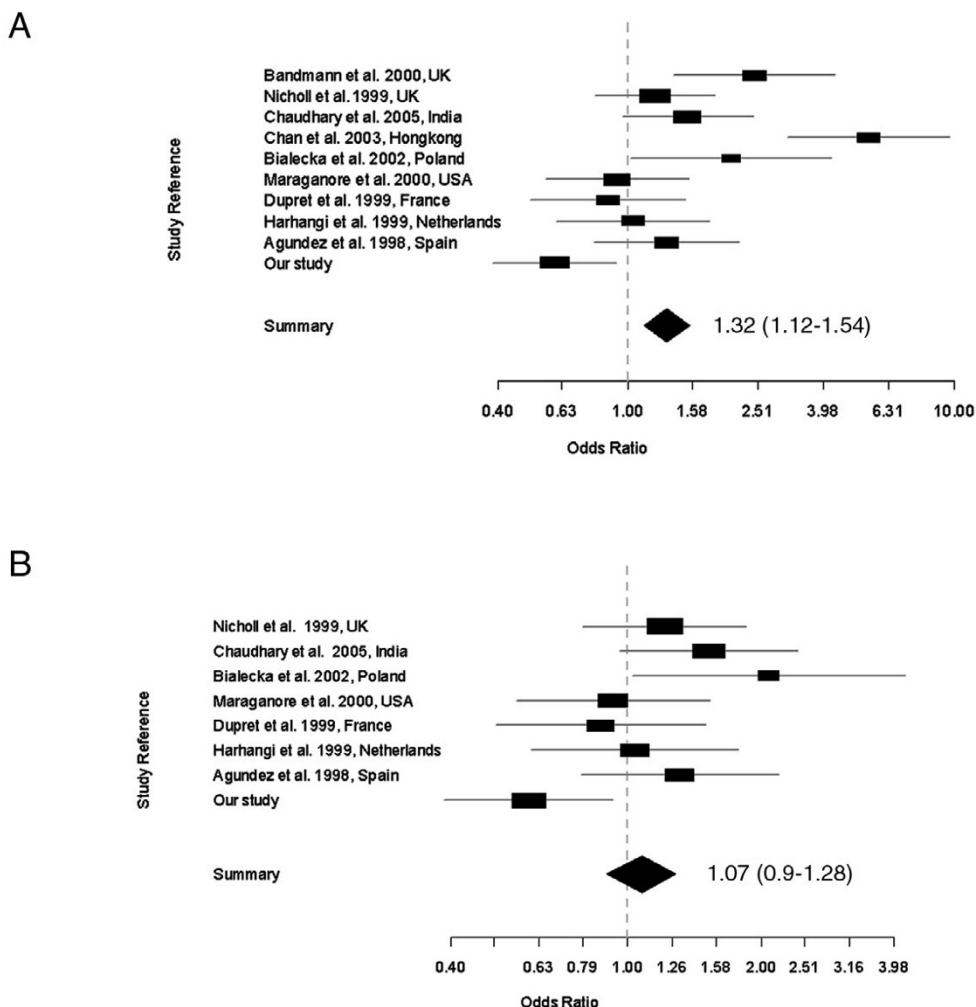 A
Study Reference
Bandmann et al. 2000, UK
Nicholl et al. 1999, UK
Chaudhary et al. 2005, India
Chan et al. 2003, Hongkong
Bialecka et al. 2002, Poland
Maraganore et al. 2000, USA
Dupret et al. 1999, France
Harhangi et al. 1999, Netherlands
Agundez et al. 1998, Spain
Our study
Summary 1.32 (1.12-1.54)
0.40 0.63 1.00 1.58 2.51 3.98 6.31 10.00
Odds Ratio
B
Study Reference
Nicholl et al. 1999, UK
Chaudhary et al. 2005, India
Bialecka et al. 2002, Poland
Maraganore et al. 2000, USA
Dupret et al. 1999, France
Harhangi et al. 1999, Netherlands
Agundez et al. 1998, Spain
Our study
Summary 1.07 (0.9-1.28)
0.40 0.63 0.79 1.00 1.26 1.58 2.00 2.51 3.16 3.98
Odds Ratio